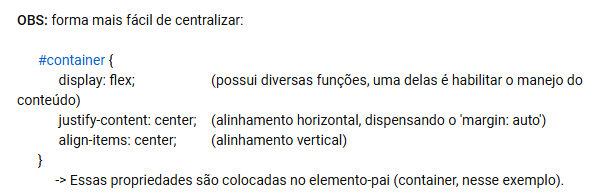 OBS: forma mais fácil de centralizar:
#container {
display: flex; (possui diversas funções, uma delas é habilitar o manejo do
conteúdo)
justify-content: center; (alinhamento horizontal, dispensando o 'margin: auto')
align-items: center; (alinhamento vertical)
}
-> Essas propriedades são colocadas no elemento-pai (container, nesse exemplo).